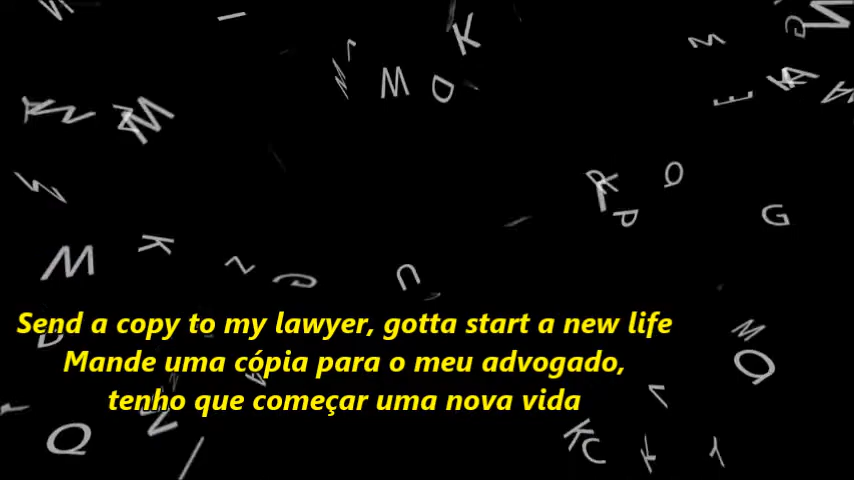 Send a copy to my lawyer, gotta start a new life
Mande uma cópia para o meu advogado,
tenho que começar uma nova vida